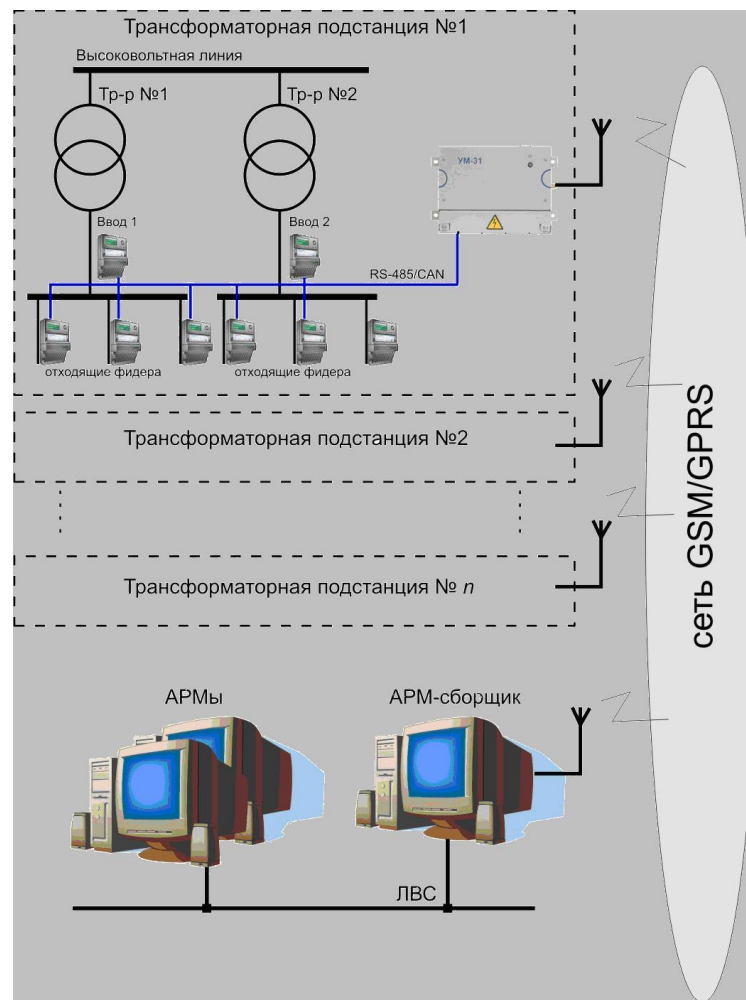 Трансформаторная подстанция №1
Высоковольтная линия
Тр-р №1
Тр-р №2
УМ-31
Ввод 1
Ввод 2
RS-485/CAN
отходящие фидера
отходящие фидера
Трансформаторная подстанция №2
Трансформаторная подстанция № n
сеть GSM/GPRS
АРМы
АРМ-сборщик
ЛВС